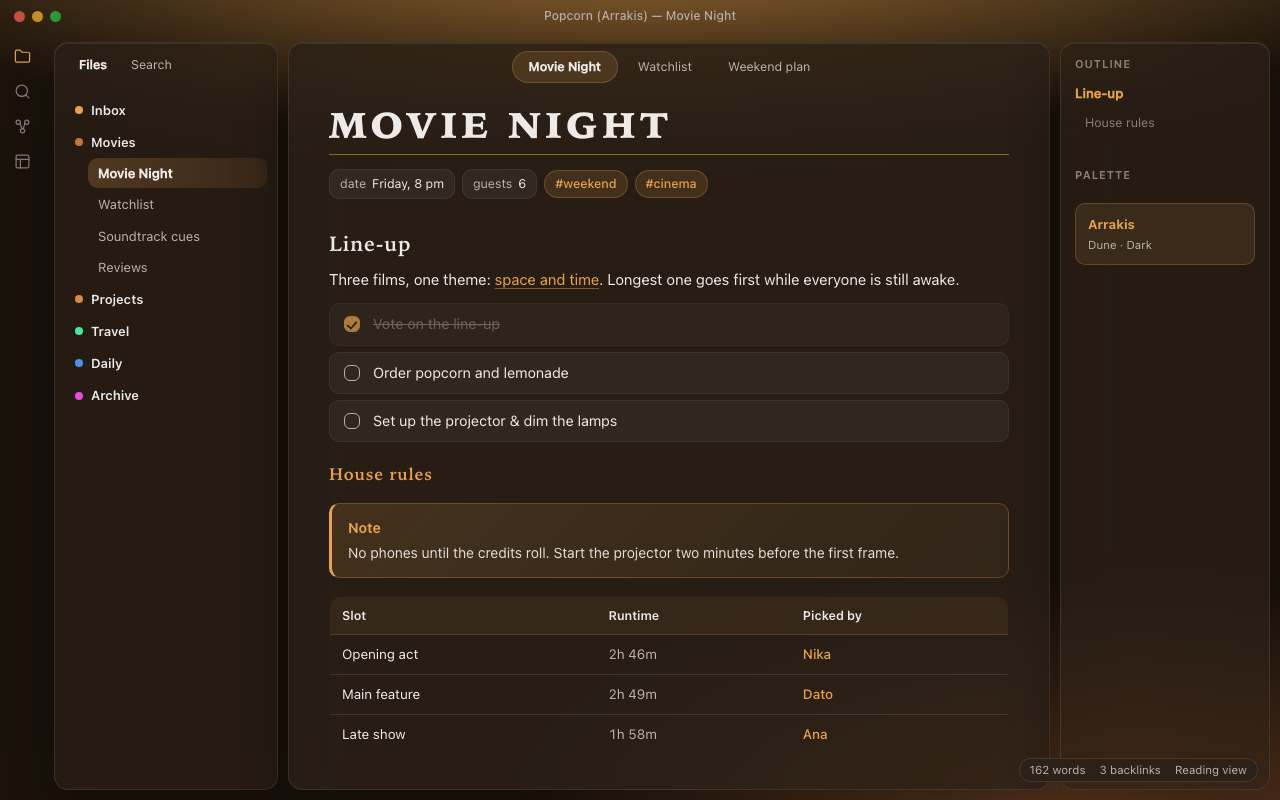 Popcorn (Arrakis) — Movie Night
Files Search
Inbox
Movies
Movie Night
Watchlist
Soundtrack cues
Reviews
Projects
Travel
Daily
Archive
Movie Night Watchlist Weekend plan
MOVIE NIGHT
date Friday, 8 pm guests 6 #weekend #cinema
Line-up
Three films, one theme: space and time. Longest one goes first while everyone is still awake.
Vote on the line-up
Order popcorn and lemonade
Set up the projector & dim the lamps
House rules
Note
No phones until the credits roll. Start the projector two minutes before the first frame.
Slot Runtime Picked by
Opening act 2h 46m Nika
Main feature 2h 49m Dato
Late show 1h 58m Ana
OUTLINE
Line-up
House rules
PALETTE
Arrakis
Dune · Dark
162 words 3 backlinks Reading view